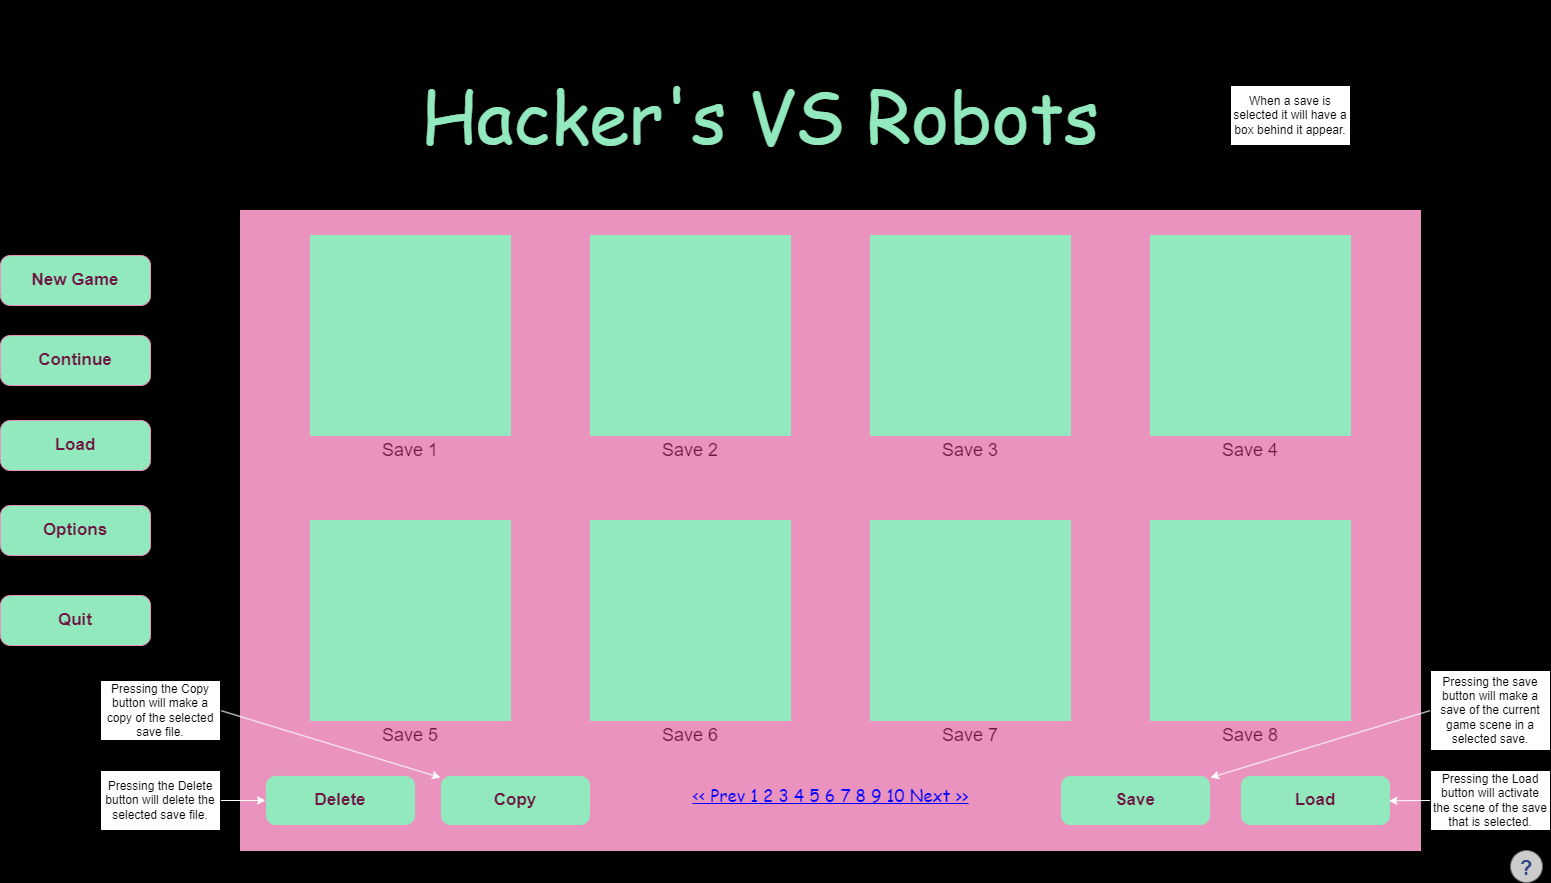 Hacker's VS Robots
When a save is
selected it will have a
box behind it appear.
New Game
Continue
Load
Options
Quit
Save 1
Save 2
Save 3
Save 4
Save 5
Save 6
Save 7
Save 8
Pressing the Copy
button will make a
copy of the selected
save file.
Pressing the Delete
button will delete the
selected save file.
Delete
Copy
<< Prev 1 2 3 4 5 6 7 8 9 10 Next >>
Save
Load
Pressing the save
button will make a
save of the current
game scene in a
selected save.
Pressing the Load
button will activate
the scene of the save
that is selected.
?